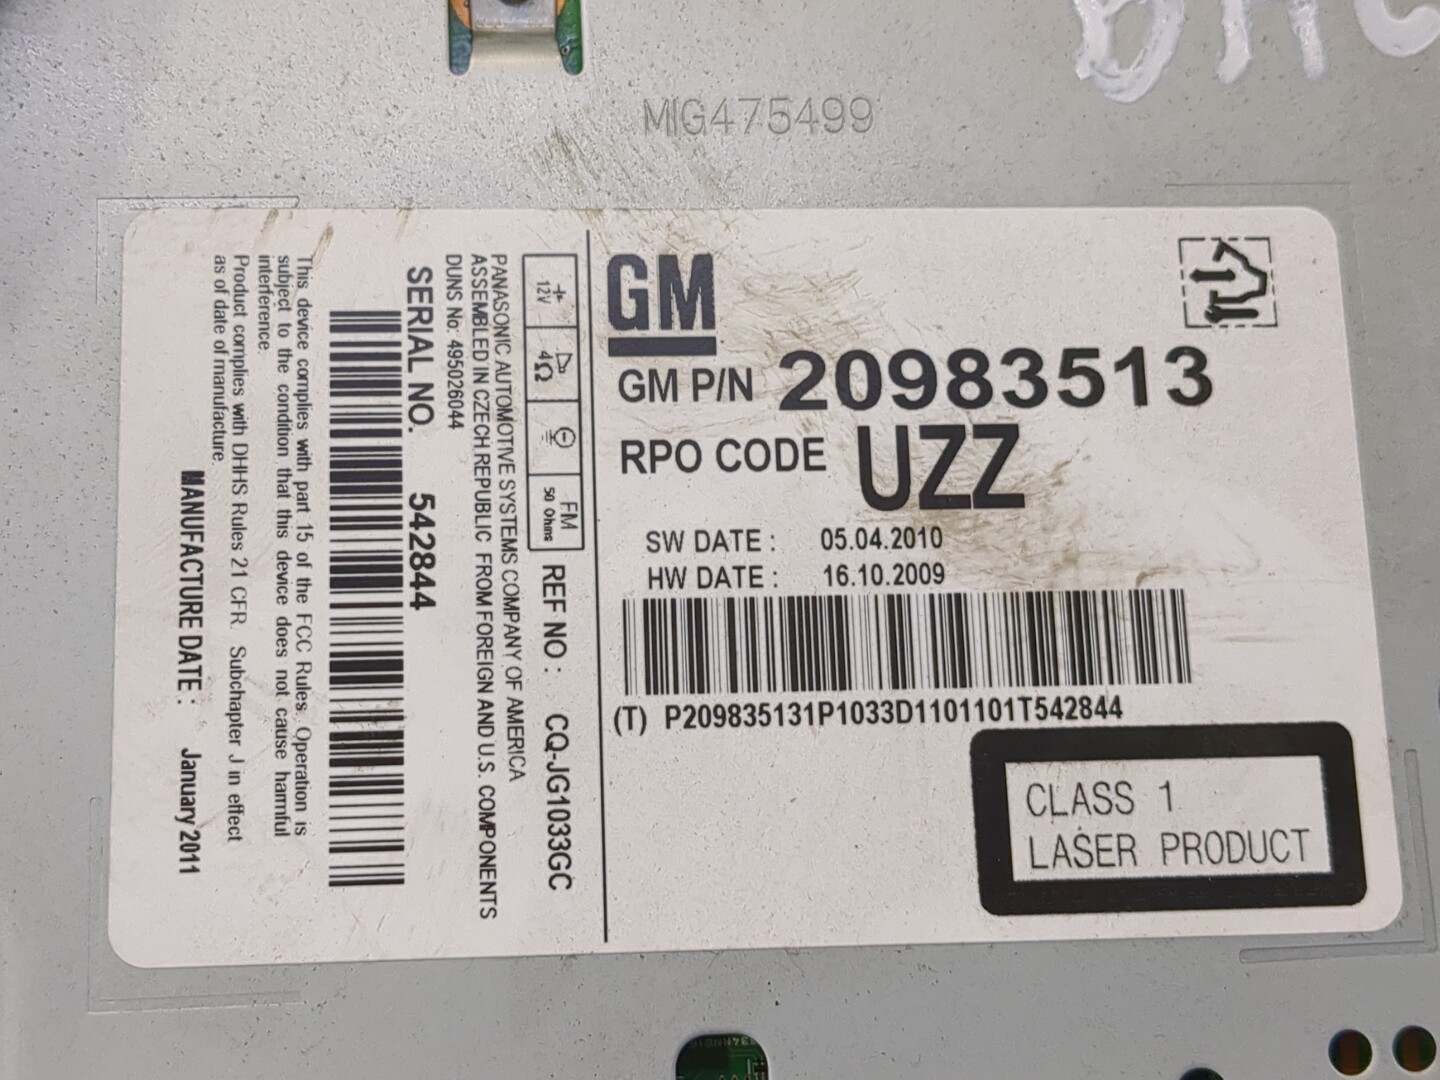 MIG475499
GM
GM P/N 20983513
RPO CODE UZZ
SW DATE : 05.04.2010
HW DATE : 16.10.2009
(T) P209835131P1033D1101101T542844
CLASS 1
LASER PRODUCT
12V 4Ω FM 50 Ohms
REF NO : CQ-JG1033GC
PANASONIC AUTOMOTIVE SYSTEMS COMPANY OF AMERICA
ASSEMBLED IN CZECH REPUBLIC FROM FOREIGN AND U.S. COMPONENTS
DUNS No: 495026044
SERIAL NO. 542844
This device complies with part 15 of the FCC Rules. Operation is
subject to the condition that this device does not cause harmful
interference.
Product complies with DHHS Rules 21 CFR. Subchapter J in effect
as of date of manufacture.
MANUFACTURE DATE : January 2011